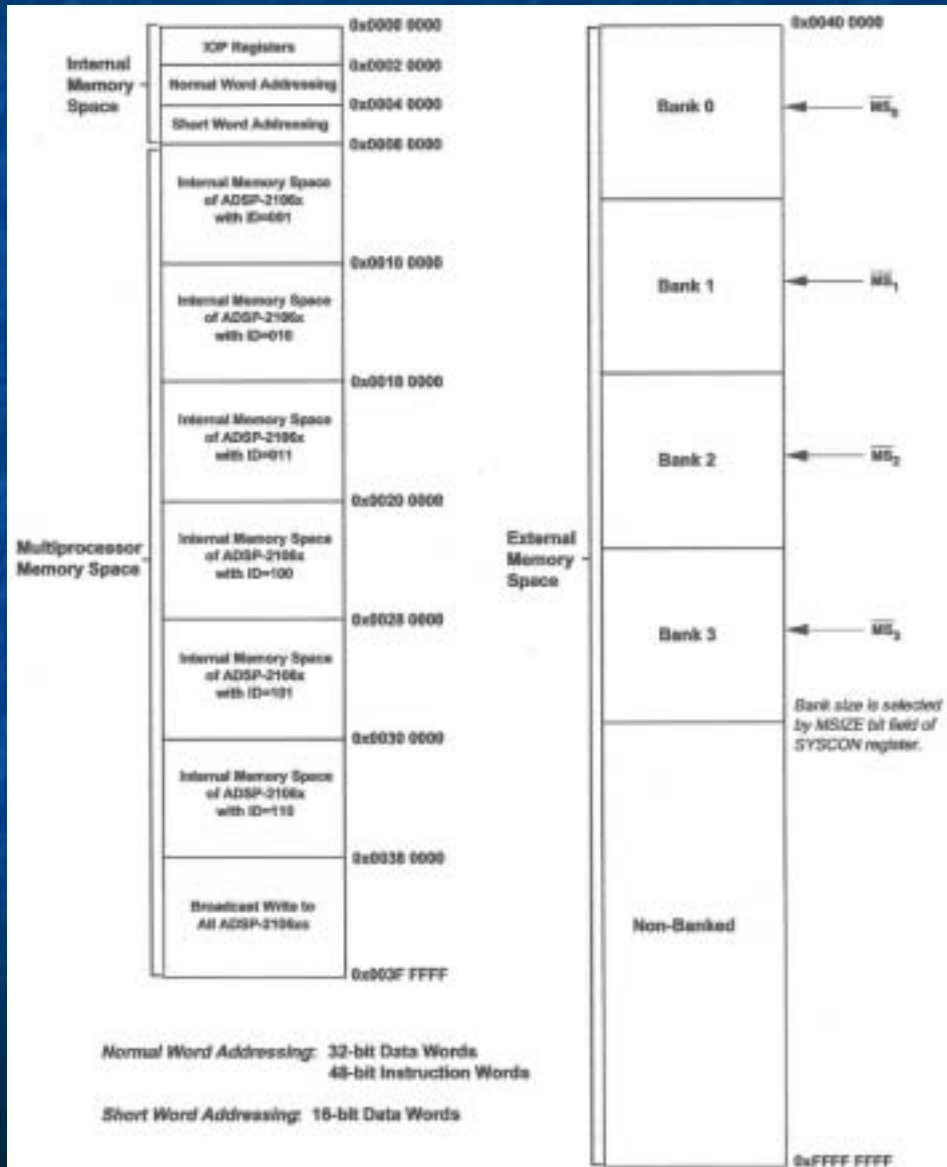 0x0000 0000
IOP Registers
0x0002 0000
Internal
Memory
Space
Normal Word Addressing
0x0004 0000
Short Word Addressing
0x0008 0000
Internal Memory Space
of ADSP-2106x
with ID=001
0x0010 0000
Internal Memory Space
of ADSP-2106x
with ID=010
0x0018 0000
Internal Memory Space
of ADSP-2106x
with ID=011
0x0020 0000
Multiprocessor
Memory Space
Internal Memory Space
of ADSP-2106x
with ID=100
0x0028 0000
Internal Memory Space
of ADSP-2106x
with ID=101
0x0030 0000
Internal Memory Space
of ADSP-2106x
with ID=110
0x0038 0000
Broadcast Write to
All ADSP-2106xs
0x003F FFFF
Normal Word Addressing: 32-bit Data Words
48-bit Instruction Words
Short Word Addressing: 16-bit Data Words
0x0040 0000
Bank 0
MS0
Bank 1
MS1
Bank 2
MS2
External
Memory
Space
Bank 3
MS3
Bank size is selected
by MSIZE bit field of
SYSCON register.
Non-Banked
0xFFFF FFFF